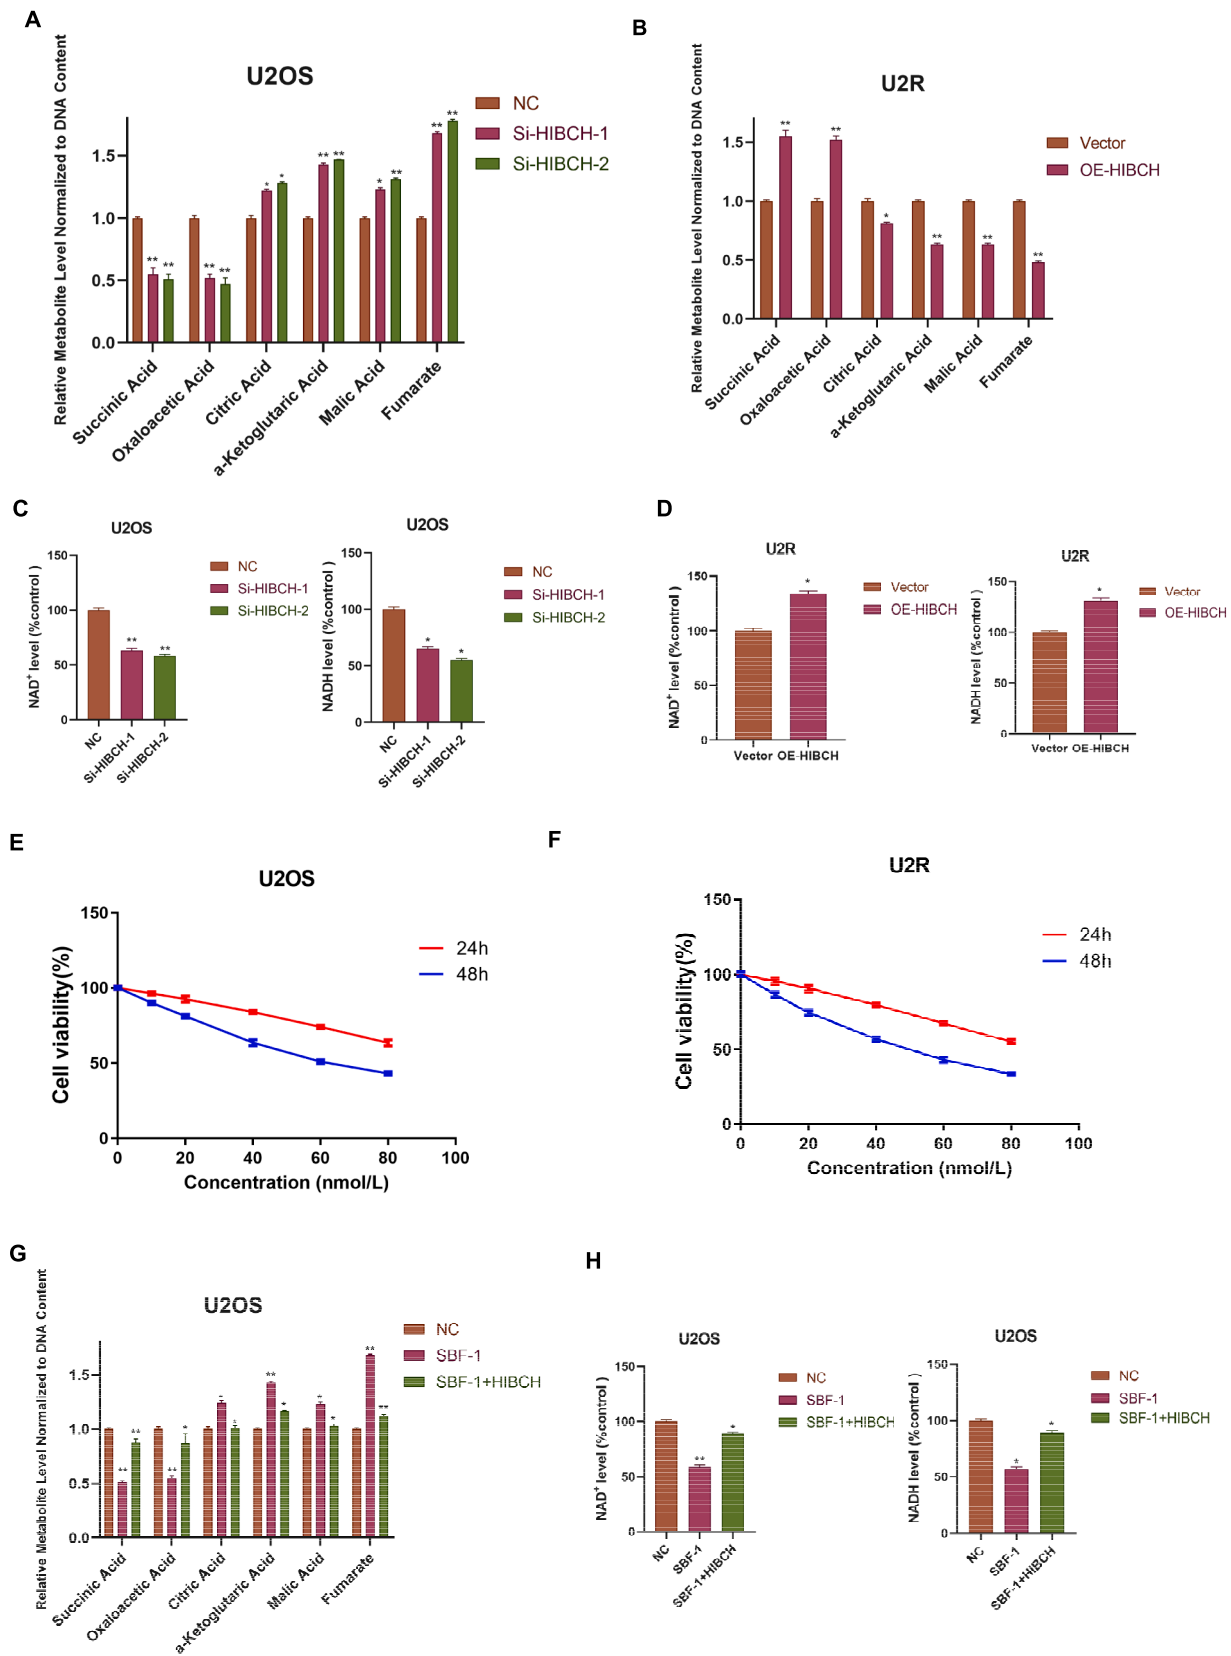 A
Relative Metabolite Level Normalized to DNA Content
U2OS
NC
Si-HIBCH-1
Si-HIBCH-2
1.5
1.0
0.5
0.0
** ** ** ** * * ** ** * ** ** **
Succinic Acid
Oxaloacetic Acid
Citric Acid
a-Ketoglutaric Acid
Malic Acid
Fumarate
B
Relative Metabolite Level Normalized to DNA Content
U2R
Vector
OE-HIBCH
1.5
1.0
0.5
0.0
** ** * ** ** **
Succinic Acid
Oxaloacetic Acid
Citric Acid
a-Ketoglutaric Acid
Malic Acid
Fumarate
C
U2OS
NAD+ level (%control )
150
100
50
0
** **
NC
Si-HIBCH-1
Si-HIBCH-2
NC
Si-HIBCH-1
Si-HIBCH-2
U2OS
NADH level (%control )
150
100
50
0
* *
NC
Si-HIBCH-1
Si-HIBCH-2
NC
Si-HIBCH-1
Si-HIBCH-2
D
U2R
NAD+ level (%control )
150
100
50
0
*
Vector
OE-HIBCH
Vector OE-HIBCH
U2R
NADH level (%control )
150
100
50
0
*
Vector
OE-HIBCH
Vector OE-HIBCH
E
U2OS
Cell viability(%)
150
100
50
0
24h
48h
0 20 40 60 80 100
Concentration (nmol/L)
F
U2R
Cell viability(%)
150
100
50
0
24h
48h
0 20 40 60 80 100
Concentration (nmol/L)
G
Relative Metabolite Level Normalized to DNA Content
U2OS
NC
SBF-1
SBF-1+HIBCH
1.5
1.0
0.5
0.0
** ** ** * * * ** * * * ** **
Succinic Acid
Oxaloacetic Acid
Citric Acid
a-Ketoglutaric Acid
Malic Acid
Fumarate
H
U2OS
NAD+ level (%control )
150
100
50
0
** *
NC
SBF-1
SBF-1+HIBCH
NC
SBF-1
SBF-1+HIBCH
U2OS
NADH level (%control )
150
100
50
0
* *
NC
SBF-1
SBF-1+HIBCH
NC
SBF-1
SBF-1+HIBCH